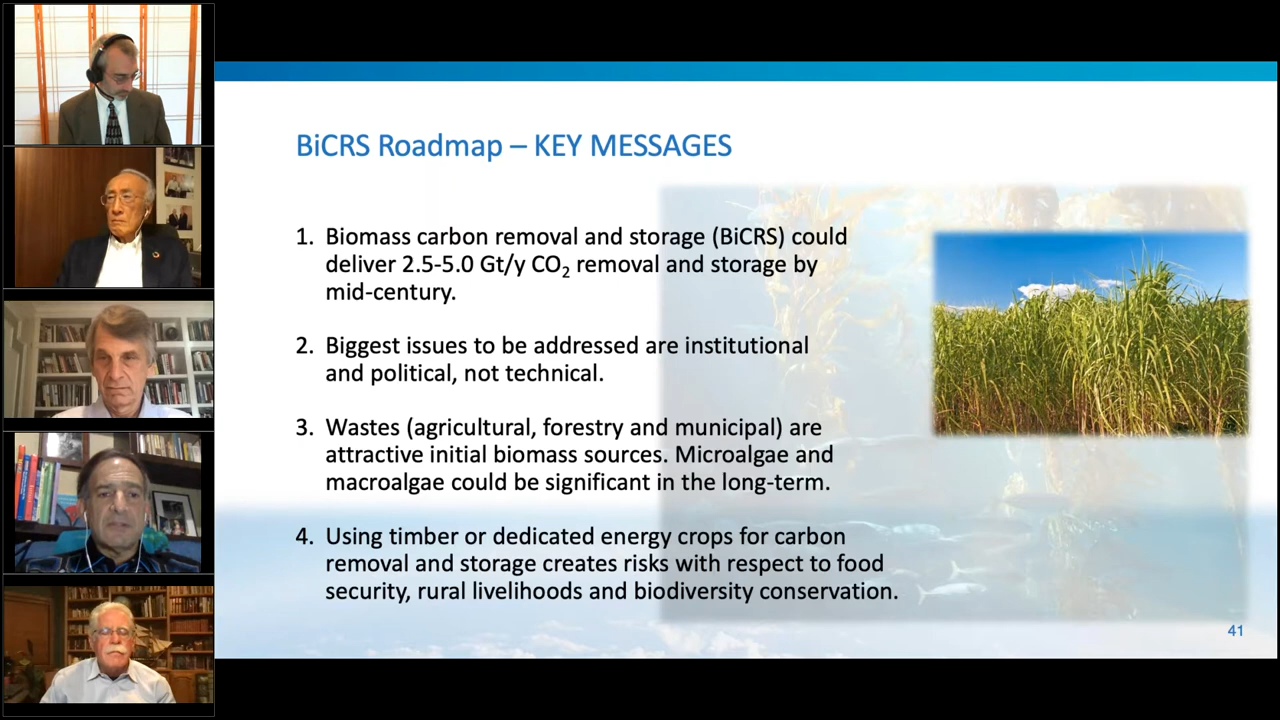 BiCRS Roadmap – KEY MESSAGES
1. Biomass carbon removal and storage (BiCRS) could
deliver 2.5-5.0 Gt/y CO₂ removal and storage by
mid-century.
2. Biggest issues to be addressed are institutional
and political, not technical.
3. Wastes (agricultural, forestry and municipal) are
attractive initial biomass sources. Microalgae and
macroalgae could be significant in the long-term.
4. Using timber or dedicated energy crops for carbon
removal and storage creates risks with respect to food
security, rural livelihoods and biodiversity conservation.
41